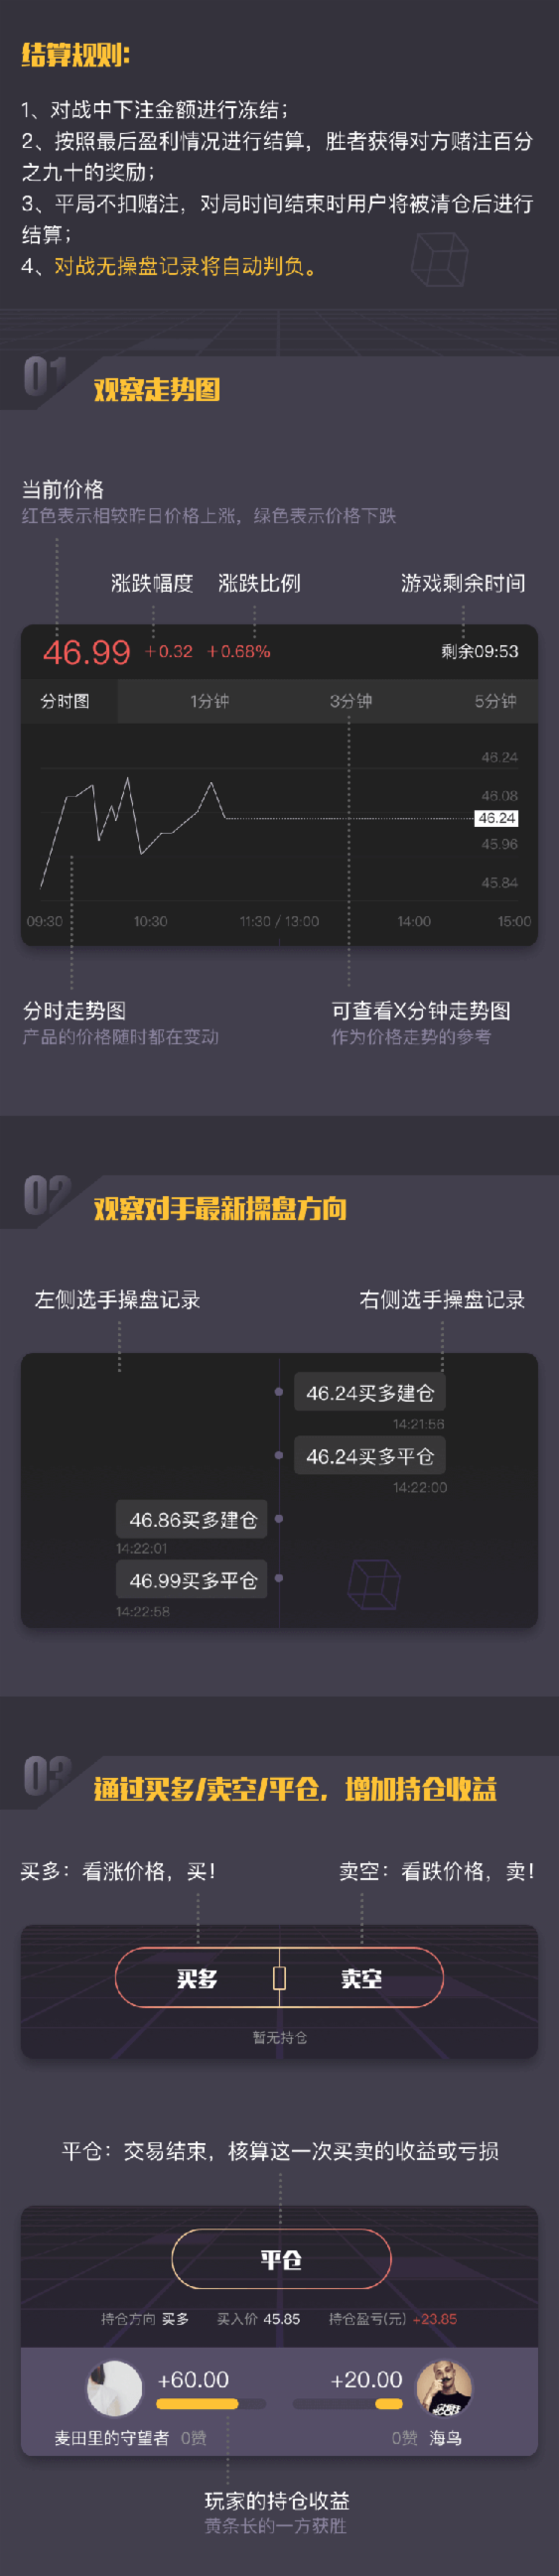 结算规则：
1、对战中下注金额进行冻结；
2、按照最后盈利情况进行结算，胜者获得对方赌注百分
之九十的奖励；
3、平局不扣赌注，对局时间结束时用户将被清仓后进行
结算；
4、对战无操盘记录将自动判负。
01
观察走势图
当前价格
红色表示相较昨日价格上涨，绿色表示价格下跌
涨跌幅度 涨跌比例 游戏剩余时间
46.99 +0.32 +0.68% 剩余09:53
分时图 1分钟 3分钟 5分钟
46.24
46.08
46.24
45.96
45.84
09:30 10:30 11:30 / 13:00 14:00 15:00
分时走势图 可查看X分钟走势图
产品的价格随时都在变动 作为价格走势的参考
02
观察对手最新操盘方向
左侧选手操盘记录 右侧选手操盘记录
46.24买多建仓
14:21:56
46.24买多平仓
14:22:00
46.86买多建仓
14:22:01
46.99买多平仓
14:22:58
03
通过买多/卖空/平仓，增加持仓收益
买多：看涨价格，买！ 卖空：看跌价格，卖！
买多 卖空
暂无持仓
平仓：交易结束，核算这一次买卖的收益或亏损
平仓
持仓方向 买多 买入价 45.85 持仓盈亏(元) +23.85
+60.00 +20.00
麦田里的守望者 0赞 0赞 海鸟
玩家的持仓收益
黄条长的一方获胜